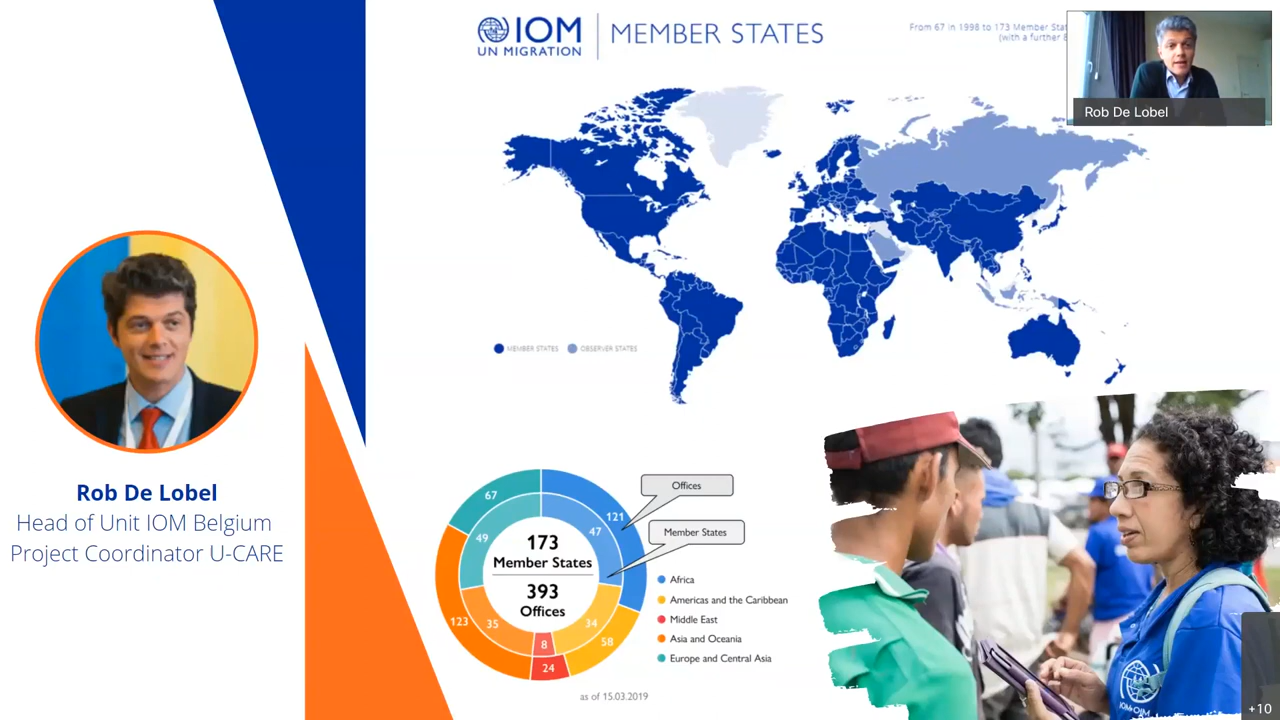 IOM
UN MIGRATION
MEMBER STATES
From 67 in 1998 to 173 Member
(with a further
Rob De Lobel
MEMBER STATES
OBSERVER STATES
Rob De Lobel
Head of Unit IOM Belgium
Project Coordinator U-CARE
Offices
Member States
67
121
49
47
173
Member States
393
Offices
123
35
34
58
8
24
Africa
Americas and the Caribbean
Middle East
Asia and Oceania
Europe and Central Asia
as of 15.03.2019
IOM·OIM
+10